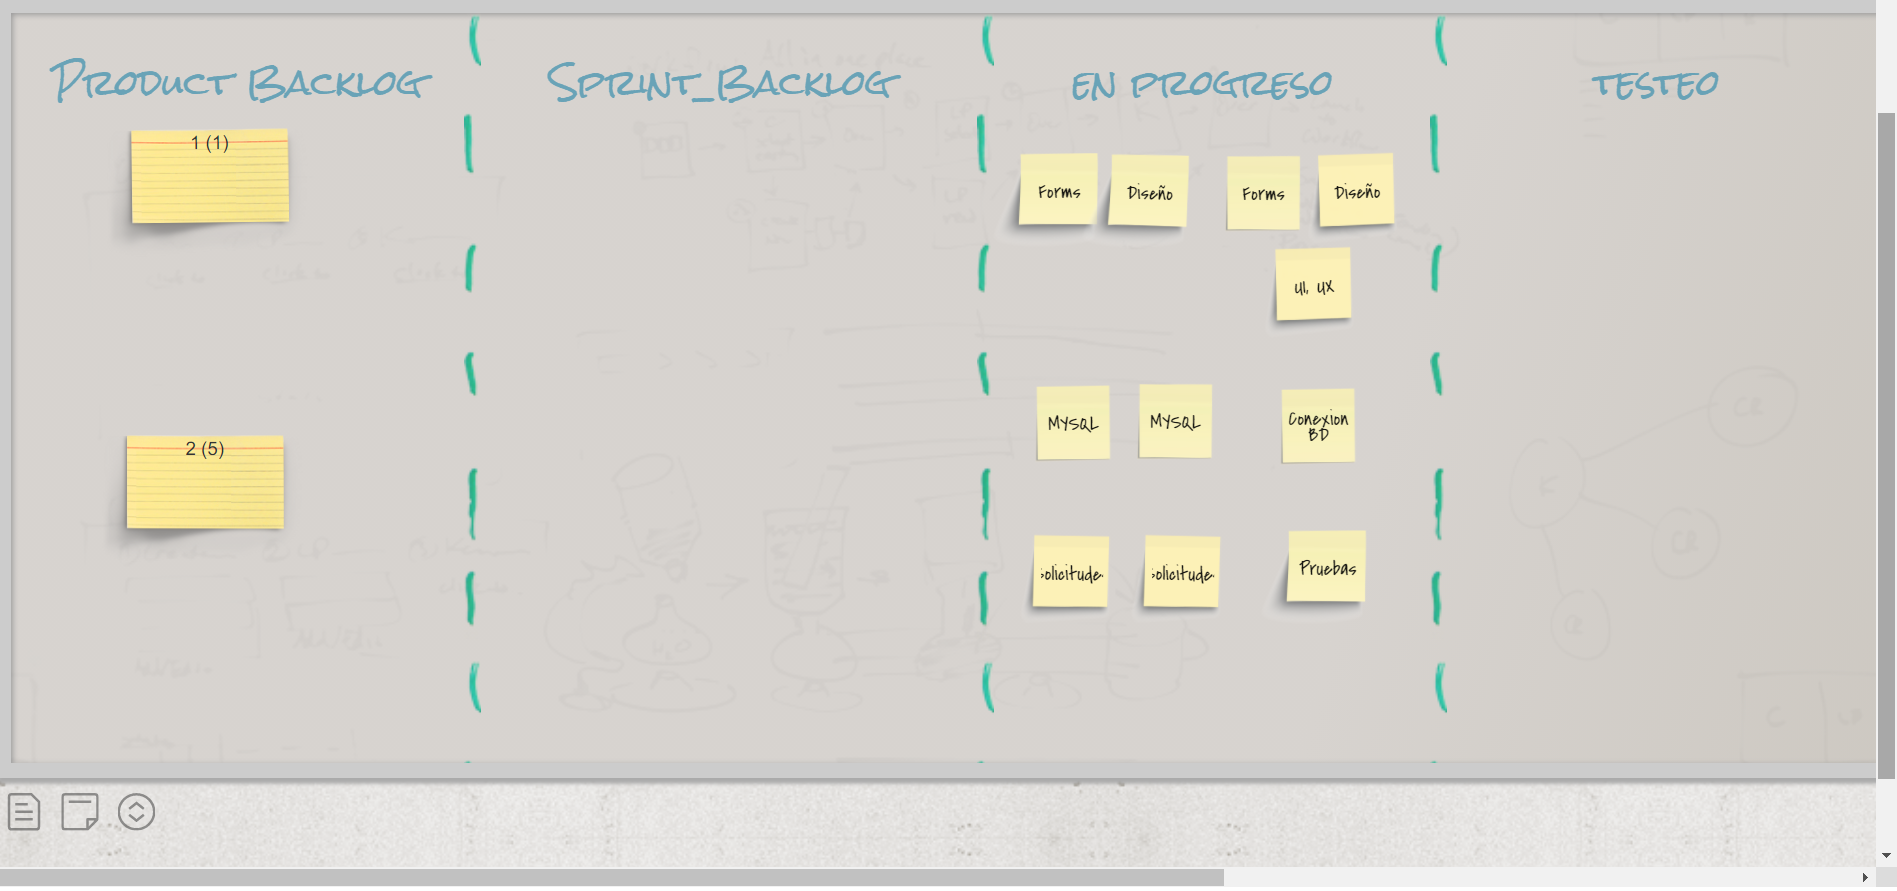 Product Backlog
Sprint_Backlog
en progreso
testeo
1 (1)
Forms
Diseño
Forms
Diseño
UI, UX
2 (5)
MYSQL
MYSQL
Conexion
BD
olicitude
olicitude
Pruebas